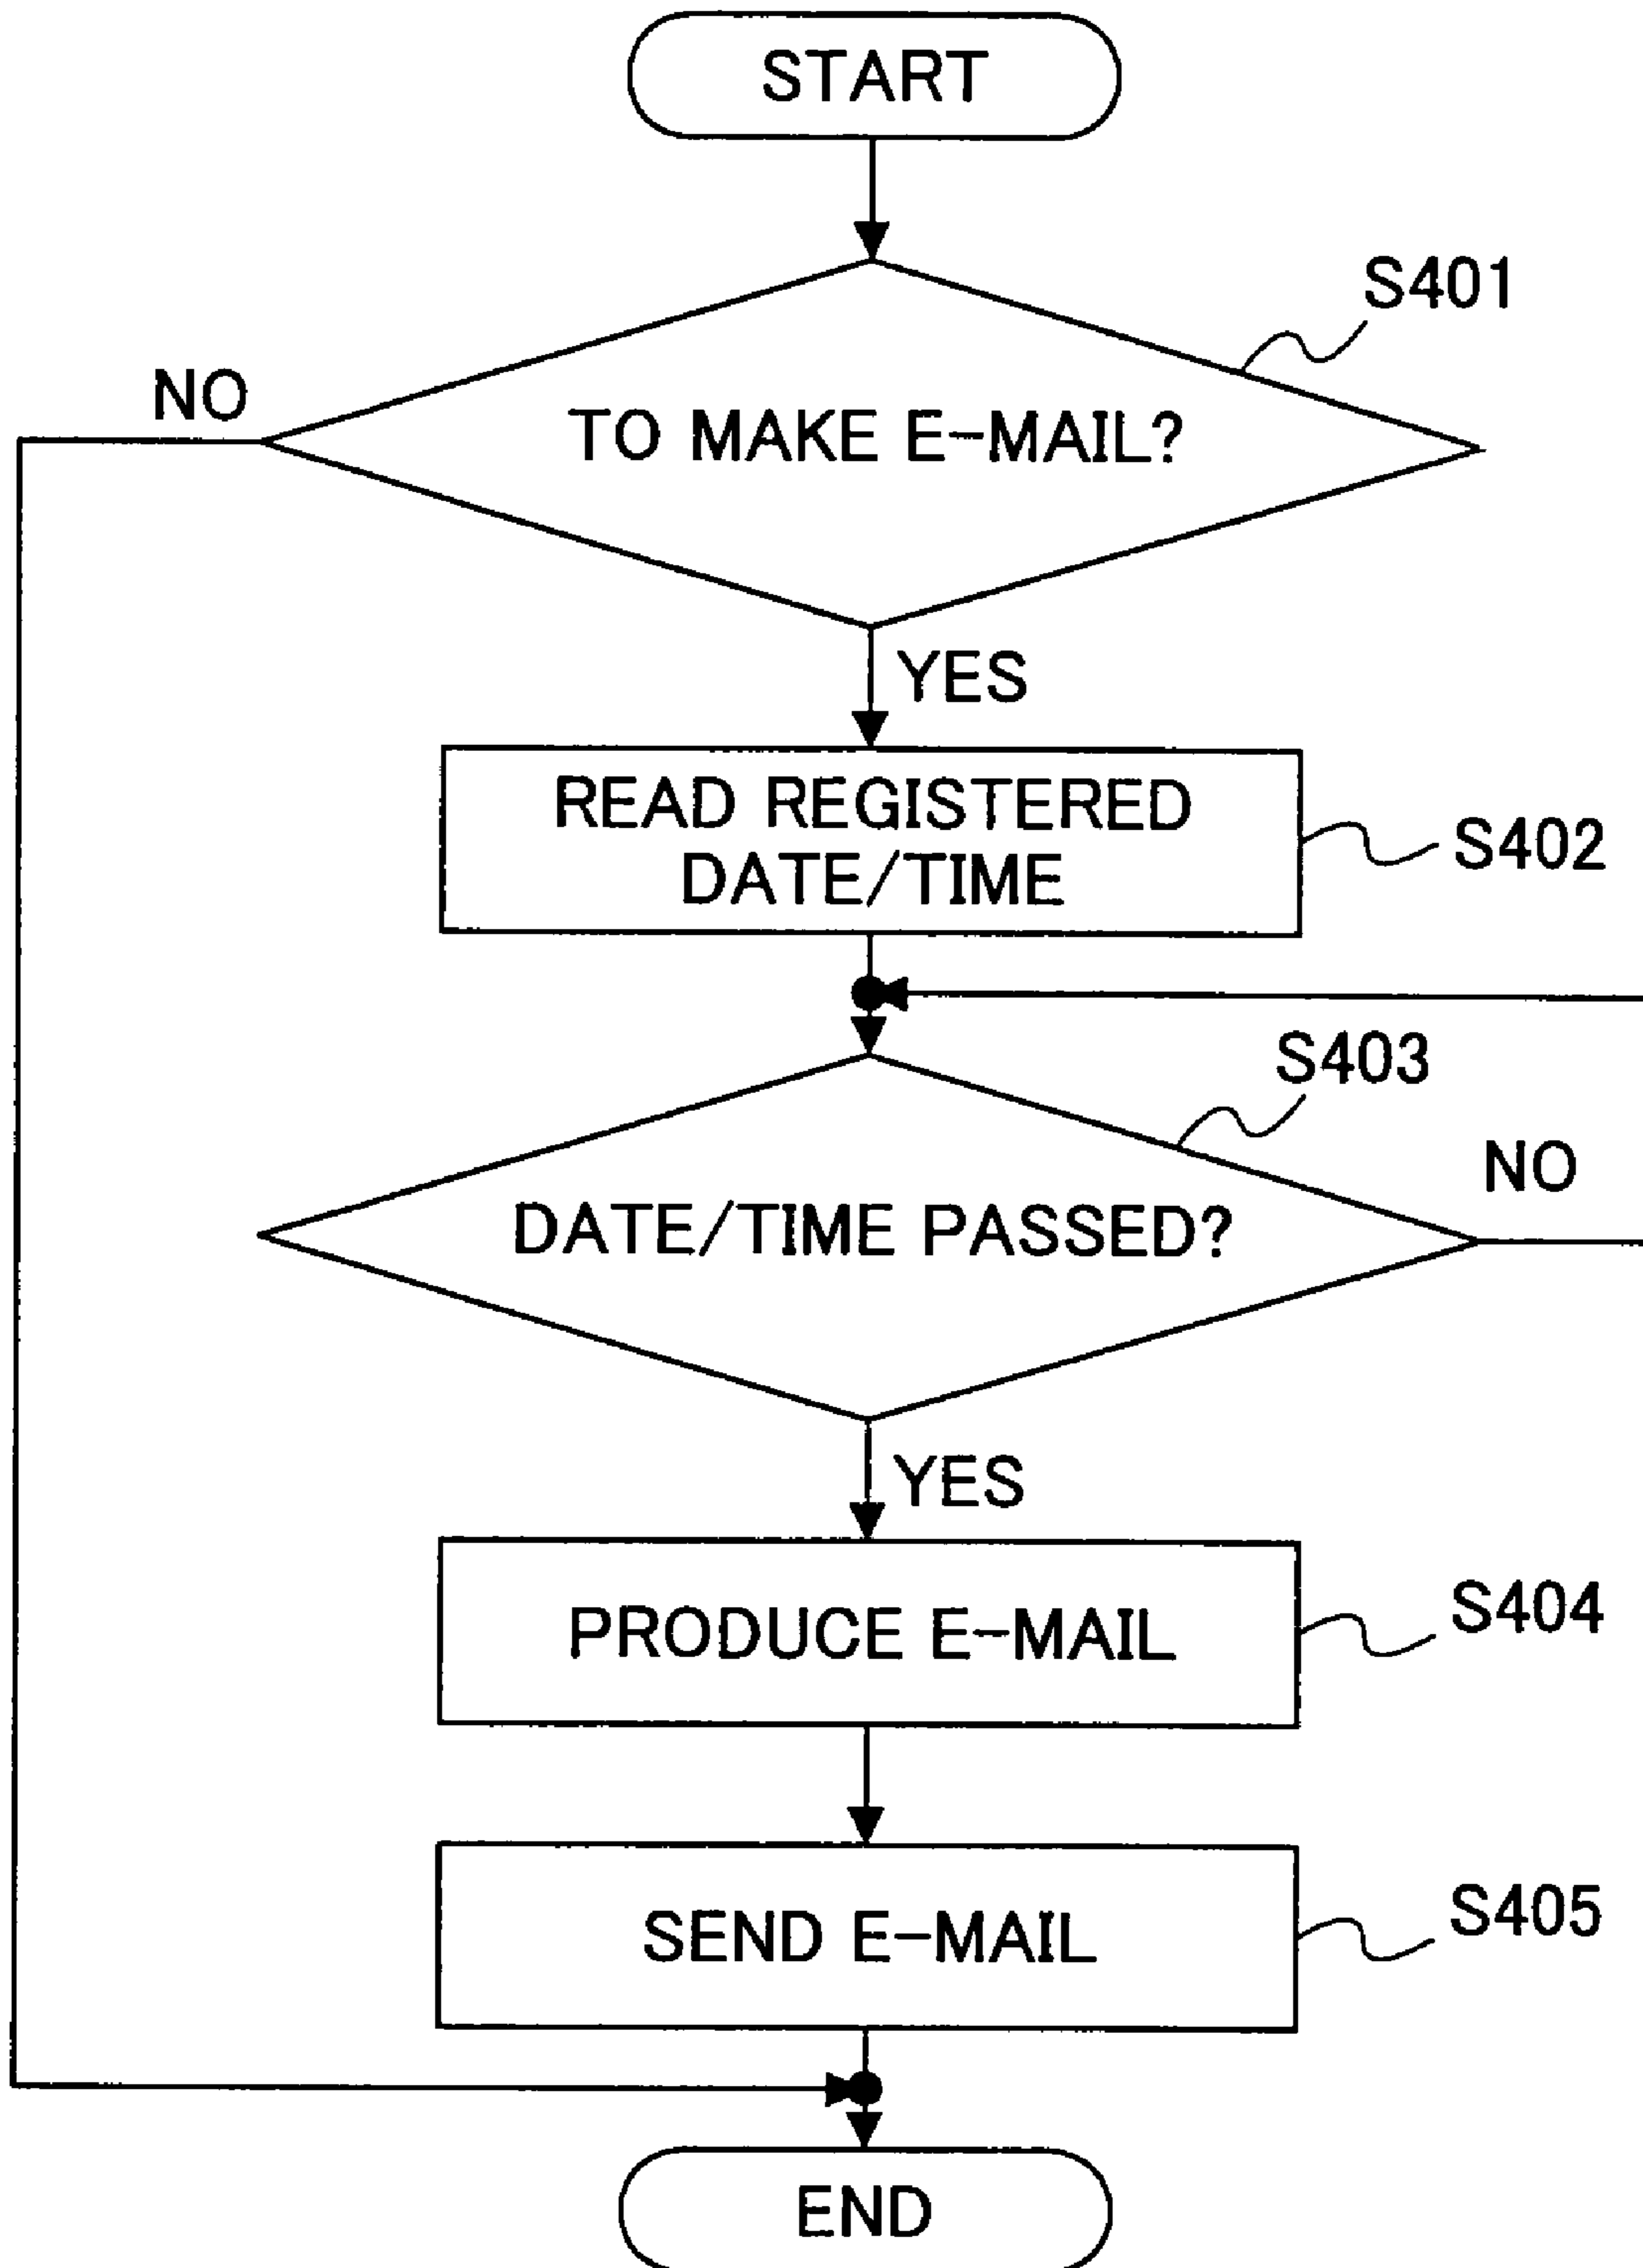 START
S401
NO
TO MAKE E-MAIL?
YES
READ REGISTERED
DATE/TIME
S402
S403
NO
DATE/TIME PASSED?
YES
PRODUCE E-MAIL
S404
SEND E-MAIL
S405
END